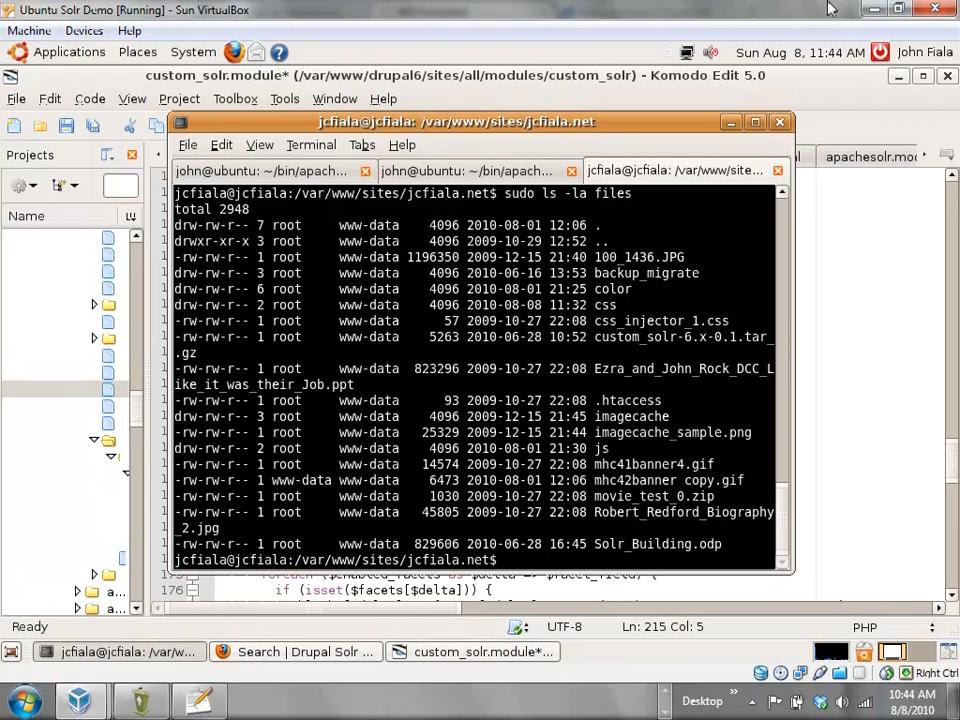 Ubuntu Solr Demo [Running] - Sun VirtualBox
Machine Devices Help
Applications Places System Sun Aug 8, 11:44 AM John Fiala
custom_solr.module* (/var/www/drupal6/sites/all/modules/custom_solr) - Komodo Edit 5.0
File Edit Code View Project Toolbox Tools Window Help
jcfiala@jcfiala: /var/www/sites/jcfiala.net
File Edit View Terminal Tabs Help
Projects
apachesolr.mod
john@ubuntu: ~/bin/apach... john@ubuntu: ~/bin/apach... jcfiala@jcfiala: /var/www/site...
Name
jcfiala@jcfiala:/var/www/sites/jcfiala.net$ sudo ls -la files
total 2948
drw-rw-r-- 7 root www-data 4096 2010-08-01 12:06 .
drwxr-xr-x 3 root www-data 4096 2009-10-29 12:52 ..
-rw-rw-r-- 1 root www-data 1196350 2009-12-15 21:40 100_1436.JPG
drw-rw-r-- 3 root www-data 4096 2010-06-16 13:53 backup_migrate
drw-rw-r-- 6 root www-data 4096 2010-08-01 21:25 color
drw-rw-r-- 2 root www-data 4096 2010-08-08 11:32 css
-rw-rw-r-- 1 root www-data 57 2009-10-27 22:08 css_injector_1.css
-rw-rw-r-- 1 root www-data 5263 2010-06-28 10:52 custom_solr-6.x-0.1.tar
.gz
-rw-rw-r-- 1 root www-data 823296 2009-10-27 22:08 Ezra_and_John_Rock_DCC_L
ike_it_was_their_Job.ppt
-rw-rw-r-- 1 root www-data 93 2009-10-27 22:08 .htaccess
drw-rw-r-- 3 root www-data 4096 2009-12-15 21:45 imagecache
-rw-rw-r-- 1 root www-data 25329 2009-12-15 21:44 imagecache_sample.png
drw-rw-r-- 2 root www-data 4096 2010-08-01 21:30 js
-rw-rw-r-- 1 root www-data 14574 2009-10-27 22:08 mhc41banner4.gif
-rw-rw-r-- 1 www-data www-data 6473 2010-08-01 12:06 mhc42banner copy.gif
-rw-rw-r-- 1 root www-data 1030 2009-10-27 22:08 movie_test_0.zip
-rw-rw-r-- 1 root www-data 45805 2009-10-27 22:08 Robert_Redford_Biography
_2.jpg
-rw-rw-r-- 1 root www-data 829606 2010-06-28 16:45 Solr_Building.odp
jcfiala@jcfiala:/var/www/sites/jcfiala.net$
176 if (isset($facets[$delta])) {
a...
a...
Ready UTF-8 Ln: 215 Col: 5 PHP
jcfiala@jcfiala: /var/w... Search | Drupal Solr ... custom_solr.module*...
Right Ctrl
Desktop 10:44 AM
8/8/2010